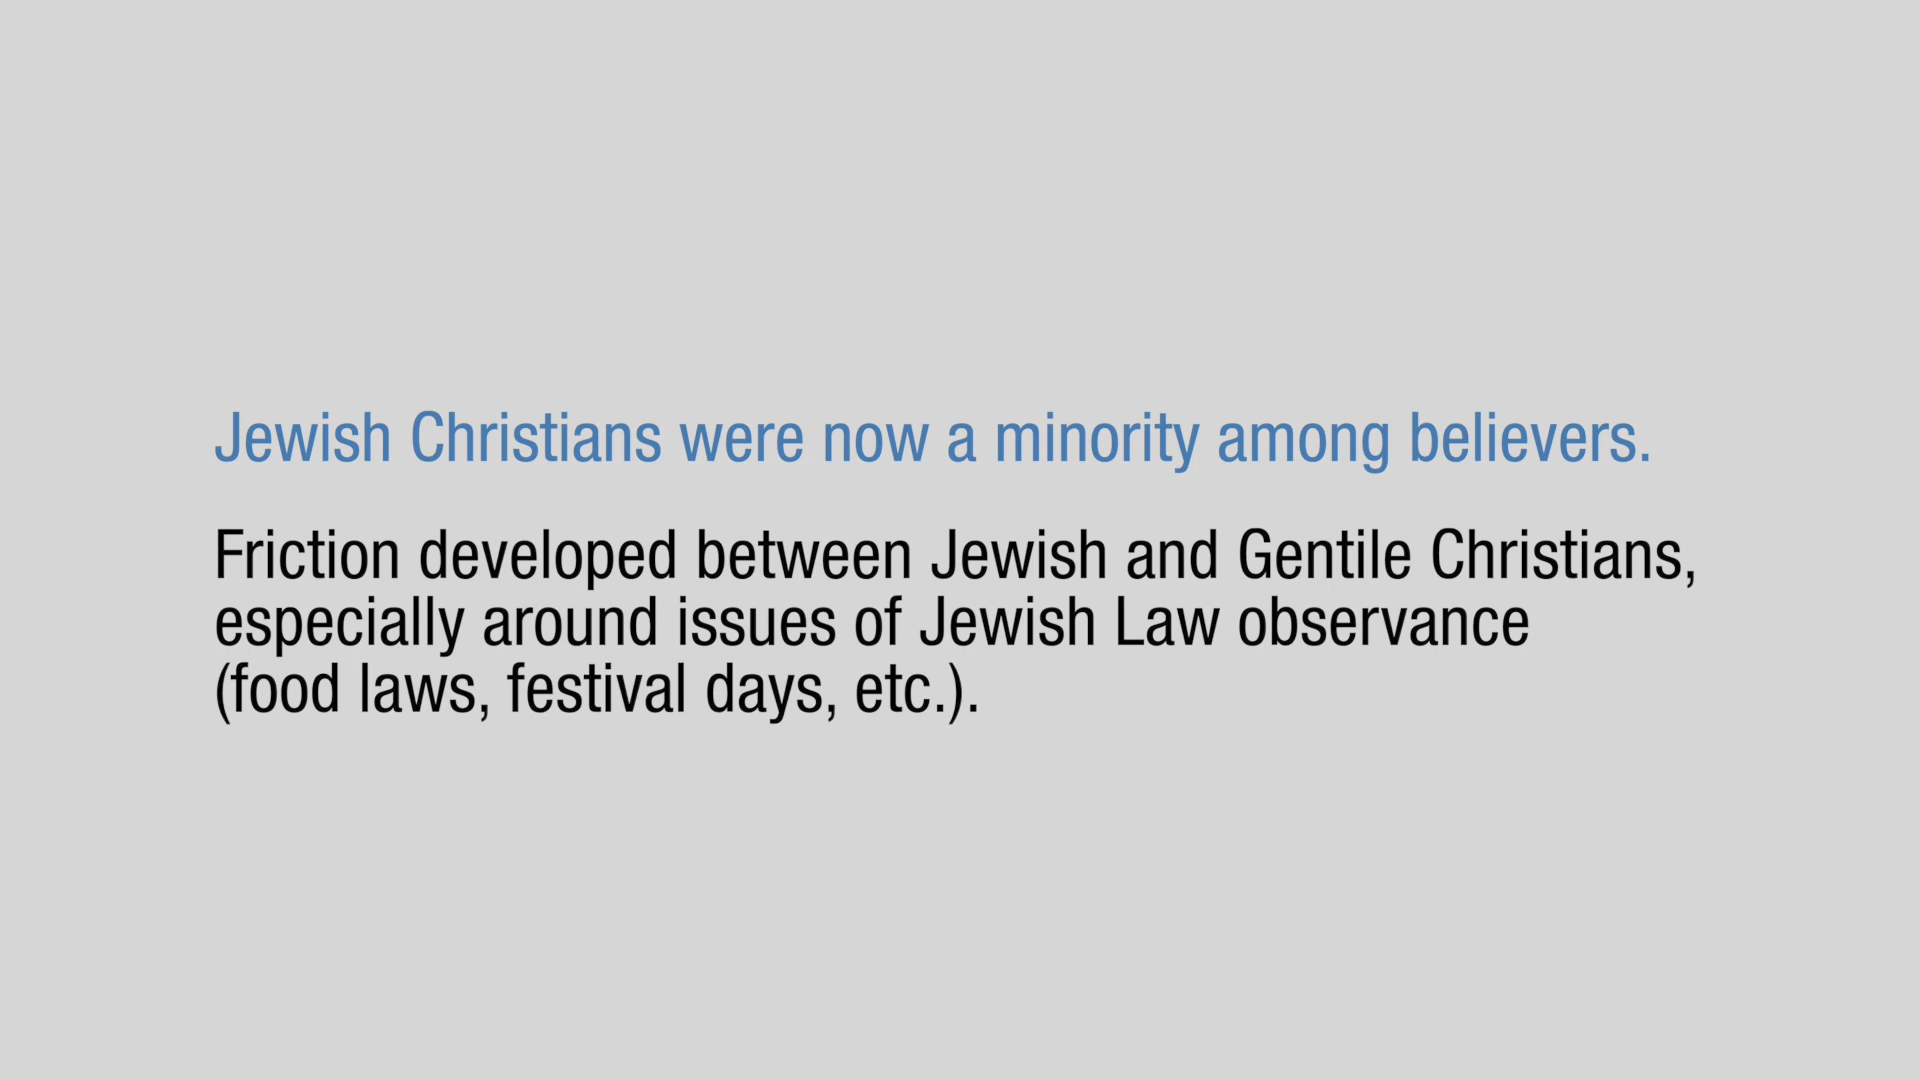 Jewish Christians were now a minority among believers.
Friction developed between Jewish and Gentile Christians,
especially around issues of Jewish Law observance
(food laws, festival days, etc.).